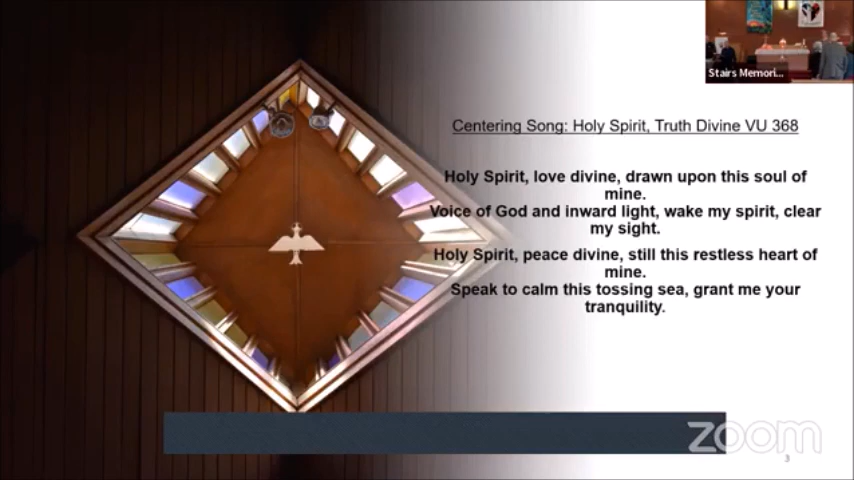 Stairs Memori...
Centering Song: Holy Spirit, Truth Divine VU 368
Holy Spirit, love divine, drawn upon this soul of
mine.
Voice of God and inward light, wake my spirit, clear
my sight.
Holy Spirit, peace divine, still this restless heart of
mine.
Speak to calm this tossing sea, grant me your
tranquility.
zoom
3